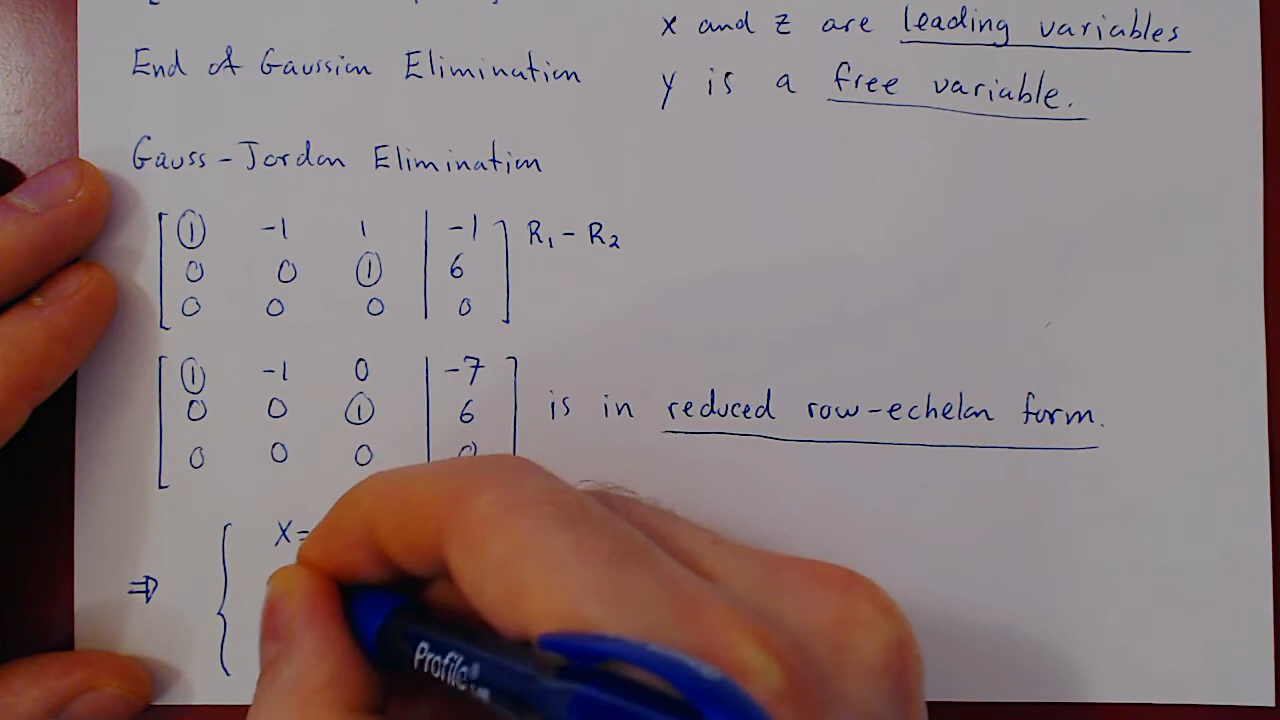 x and z are leading variables
End of Gaussian Elimination
y is a free variable.
Gauss-Jordan Elimination
[ 1 -1 1 | -1 ] R₁ - R₂
0 0 1 | 6
0 0 0 | 0
[ 1 -1 0 | -7 ]
0 0 1 | 6 is in reduced row-echelon form.
0 0 0 | 0
⇒ { x=
Profile